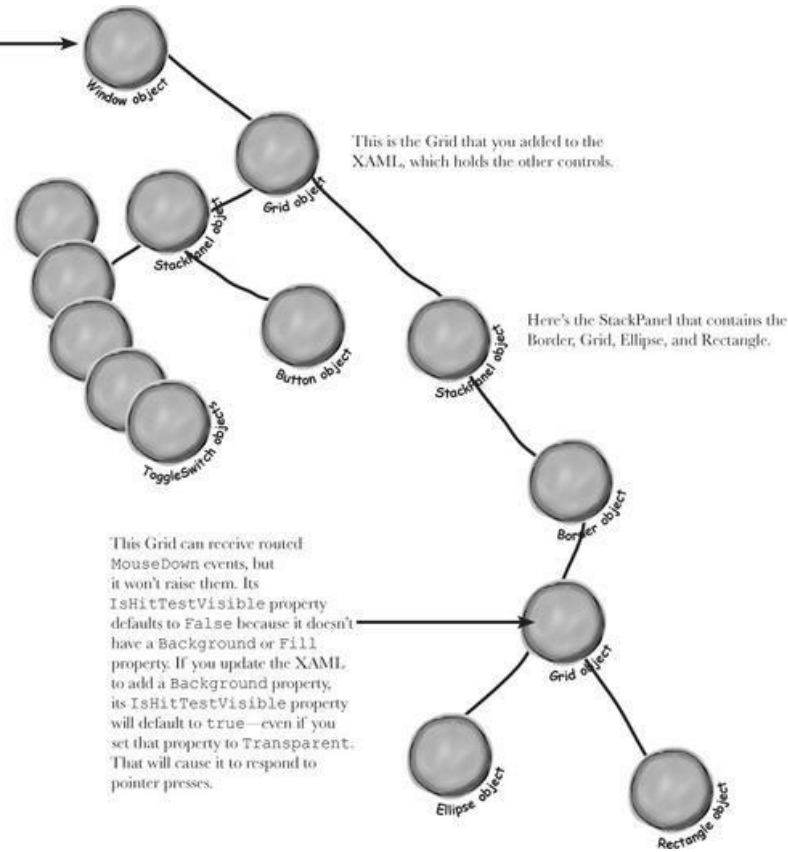 Window object
This is the Grid that you added to the
XAML, which holds the other controls.
Grid object
StackPanel object
Here's the StackPanel that contains the
Border, Grid, Ellipse, and Rectangle.
Button object
StackPanel object
ToggleSwitch objects
Border object
This Grid can receive routed
MouseDown events, but
it won't raise them. Its
IsHitTestVisible property
defaults to False because it doesn't
have a Background or Fill
property. If you update the XAML
to add a Background property,
its IsHitTestVisible property
will default to true—even if you
set that property to Transparent.
That will cause it to respond to
pointer presses.
Grid object
Ellipse object
Rectangle object